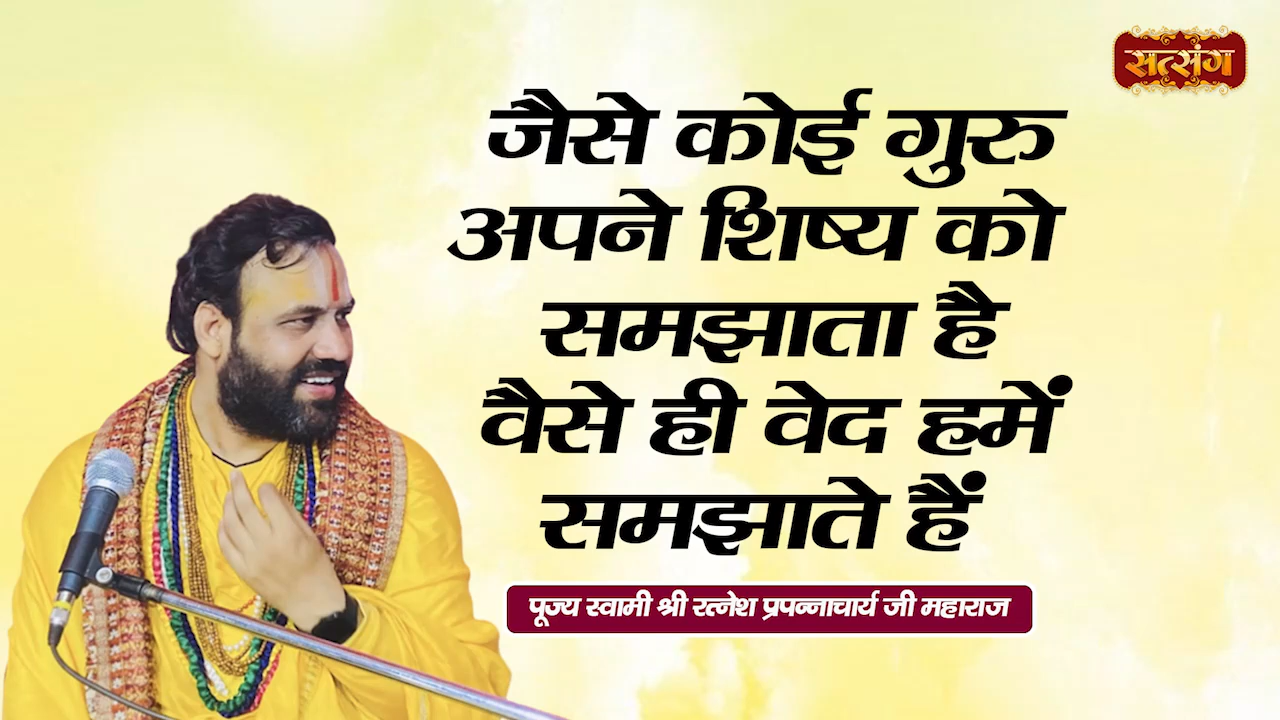 सत्संग
जैसे कोई गुरु
अपने शिष्य को
समझाता है
वैसे ही वेद हमें
समझाते हैं
पूज्य स्वामी श्री रत्नेश प्रपन्नाचार्य जी महाराज